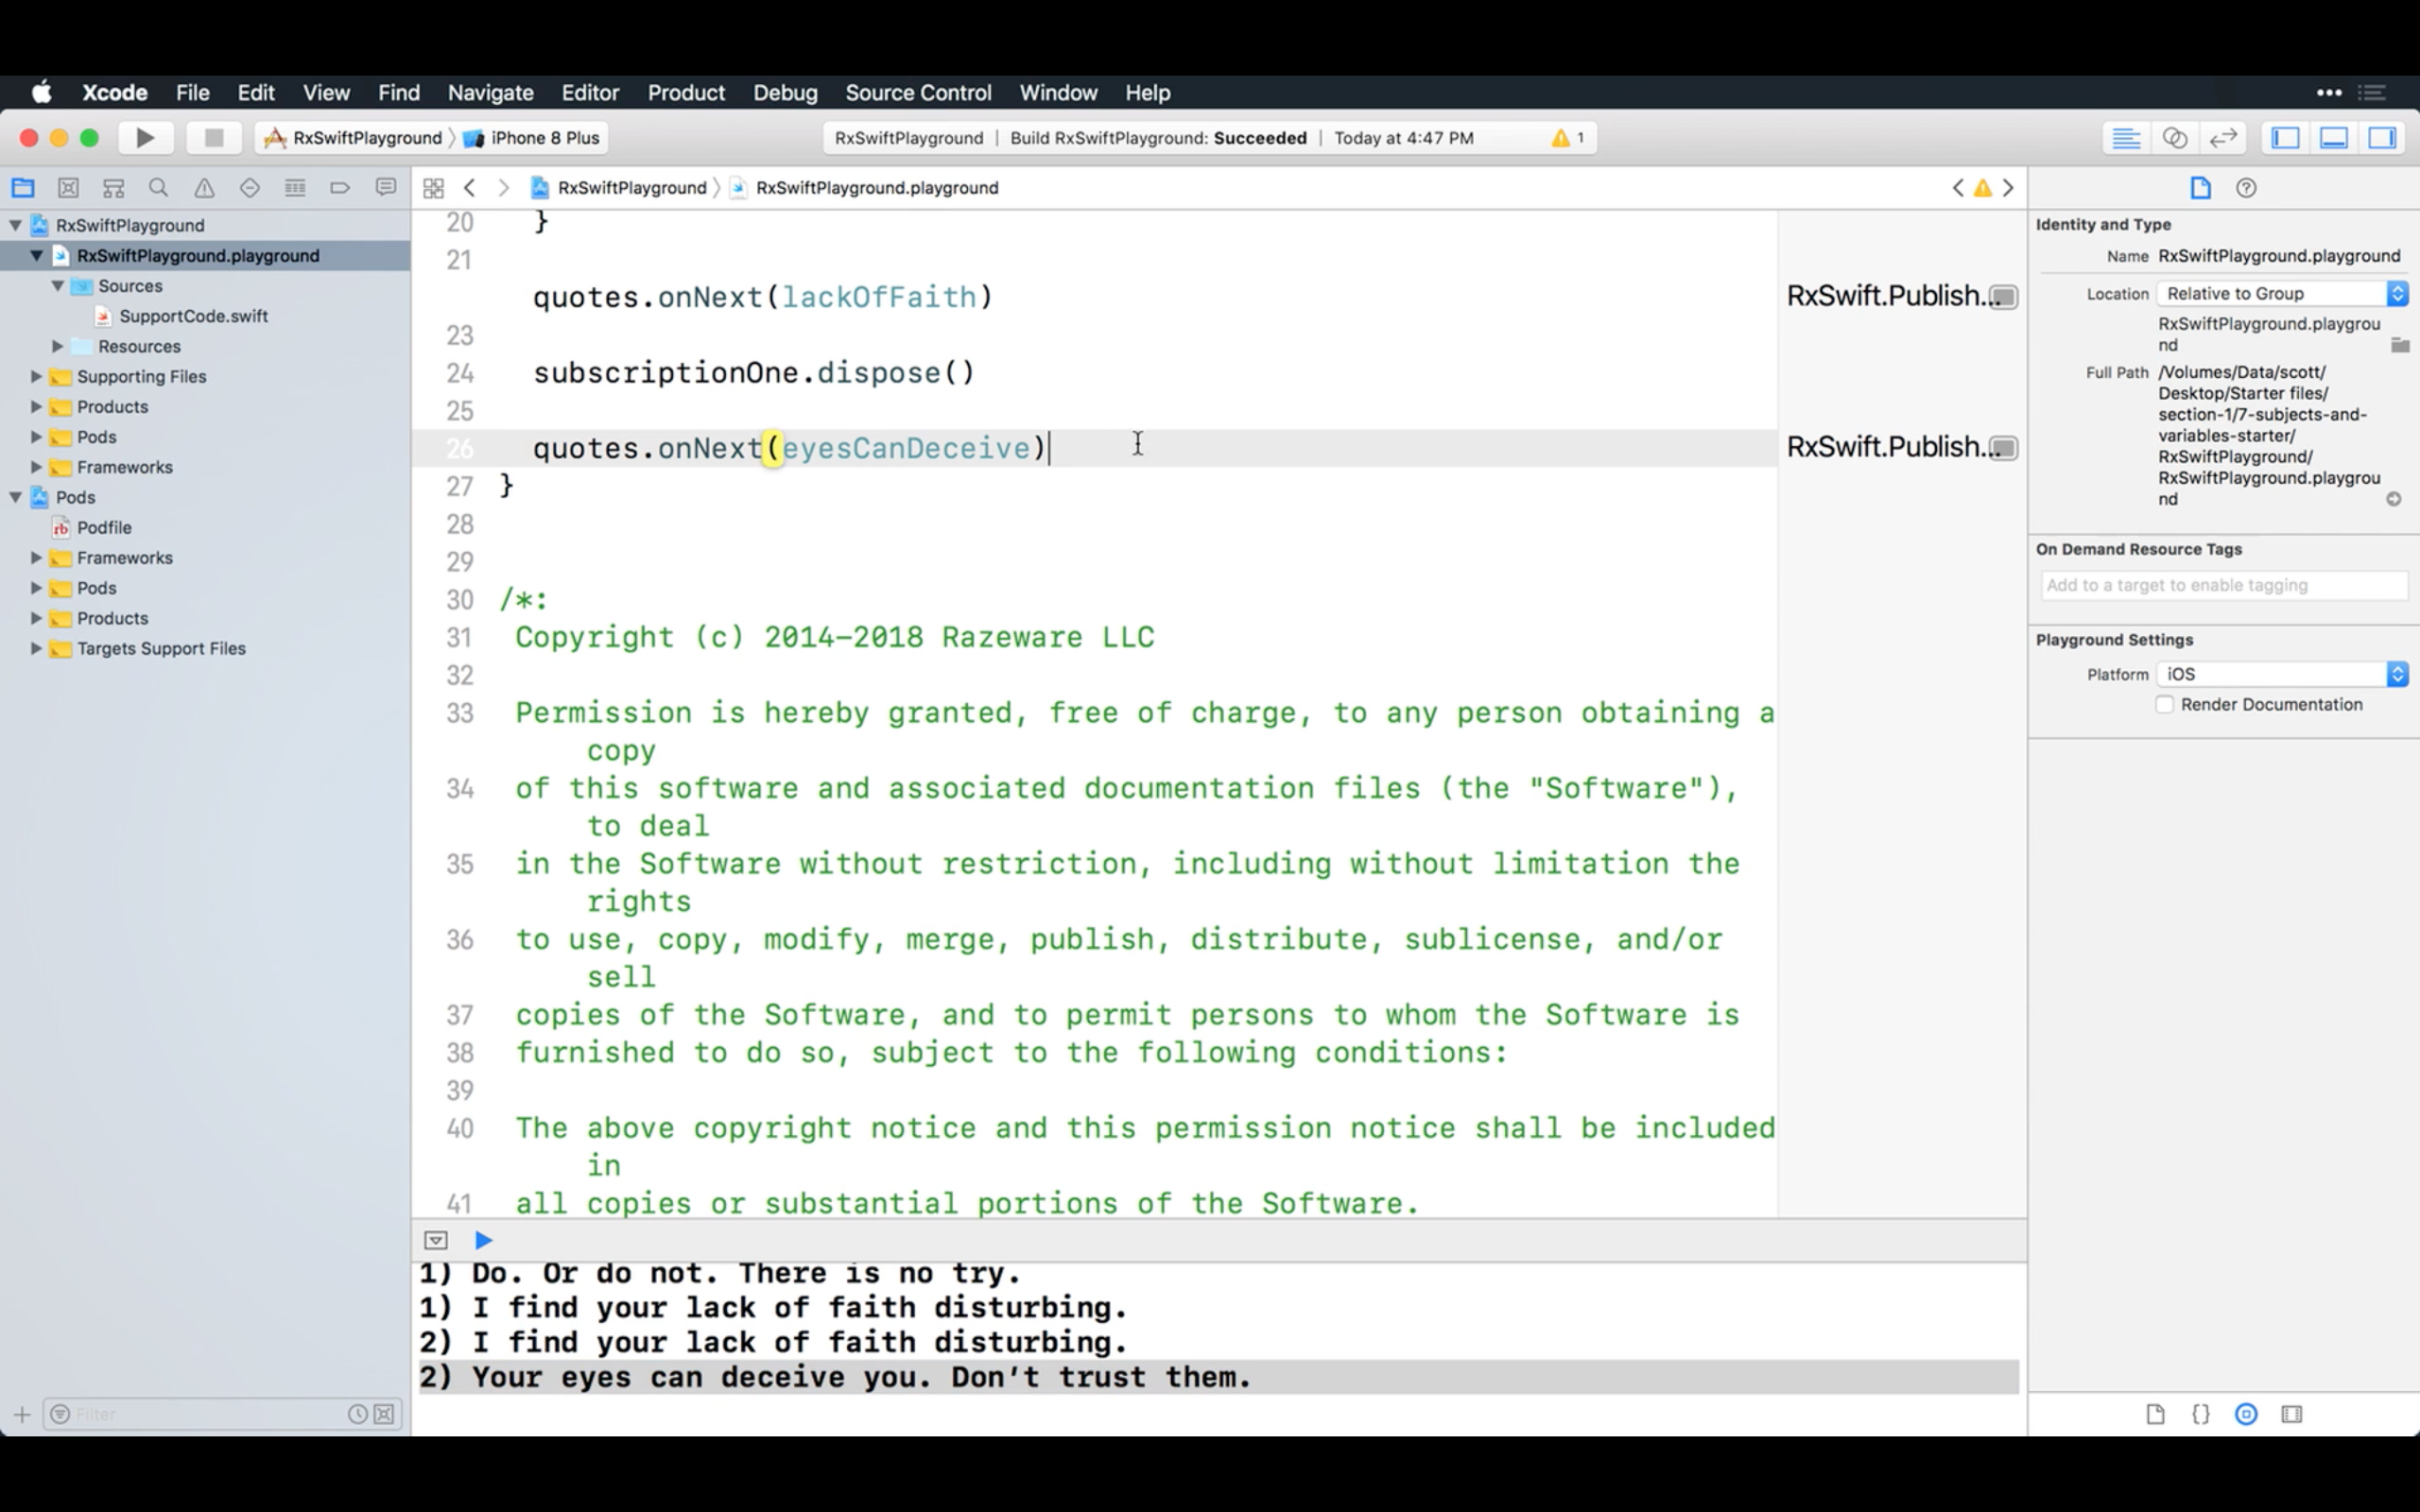 Xcode File Edit View Find Navigate Editor Product Debug Source Control Window Help
RxSwiftPlayground iPhone 8 Plus
RxSwiftPlayground | Build RxSwiftPlayground: Succeeded | Today at 4:47 PM 1
RxSwiftPlayground
RxSwiftPlayground.playground
Sources
SupportCode.swift
Resources
Supporting Files
Products
Pods
Frameworks
Pods
Podfile
Frameworks
Pods
Products
Targets Support Files
Filter
RxSwiftPlayground RxSwiftPlayground.playground
20 }
21
quotes.onNext(lackOfFaith)
23
24 subscriptionOne.dispose()
25
26 quotes.onNext(eyesCanDeceive)
27 }
28
29
30 /*:
31 Copyright (c) 2014-2018 Razeware LLC
32
33 Permission is hereby granted, free of charge, to any person obtaining a
copy
34 of this software and associated documentation files (the "Software"),
to deal
35 in the Software without restriction, including without limitation the
rights
36 to use, copy, modify, merge, publish, distribute, sublicense, and/or
sell
37 copies of the Software, and to permit persons to whom the Software is
38 furnished to do so, subject to the following conditions:
39
40 The above copyright notice and this permission notice shall be included
in
41 all copies or substantial portions of the Software.
RxSwift.Publish...
RxSwift.Publish...
1) Do. Or do not. There is no try.
1) I find your lack of faith disturbing.
2) I find your lack of faith disturbing.
2) Your eyes can deceive you. Don't trust them.
Identity and Type
Name RxSwiftPlayground.playground
Location Relative to Group
RxSwiftPlayground.playgrou
nd
Full Path /Volumes/Data/scott/
Desktop/Starter files/
section-1/7-subjects-and-
variables-starter/
RxSwiftPlayground/
RxSwiftPlayground.playgrou
nd
On Demand Resource Tags
Add to a target to enable tagging
Playground Settings
Platform iOS
Render Documentation